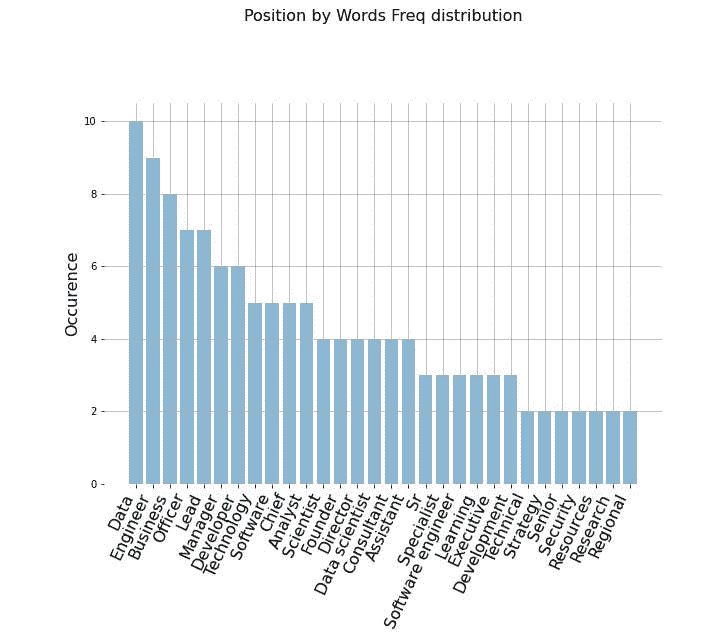 Position by Words Freq distribution
Occurence
10
8
6
4
2
0
Data
Engineer
Business
Officer
Lead
Manager
Developer
Technology
Software
Chief
Analyst
Scientist
Founder
Director
Data scientist
Consultant
Assistant
Sr
Specialist
Software engineer
Learning
Executive
Development
Technical
Strategy
Senior
Security
Resources
Research
Regional